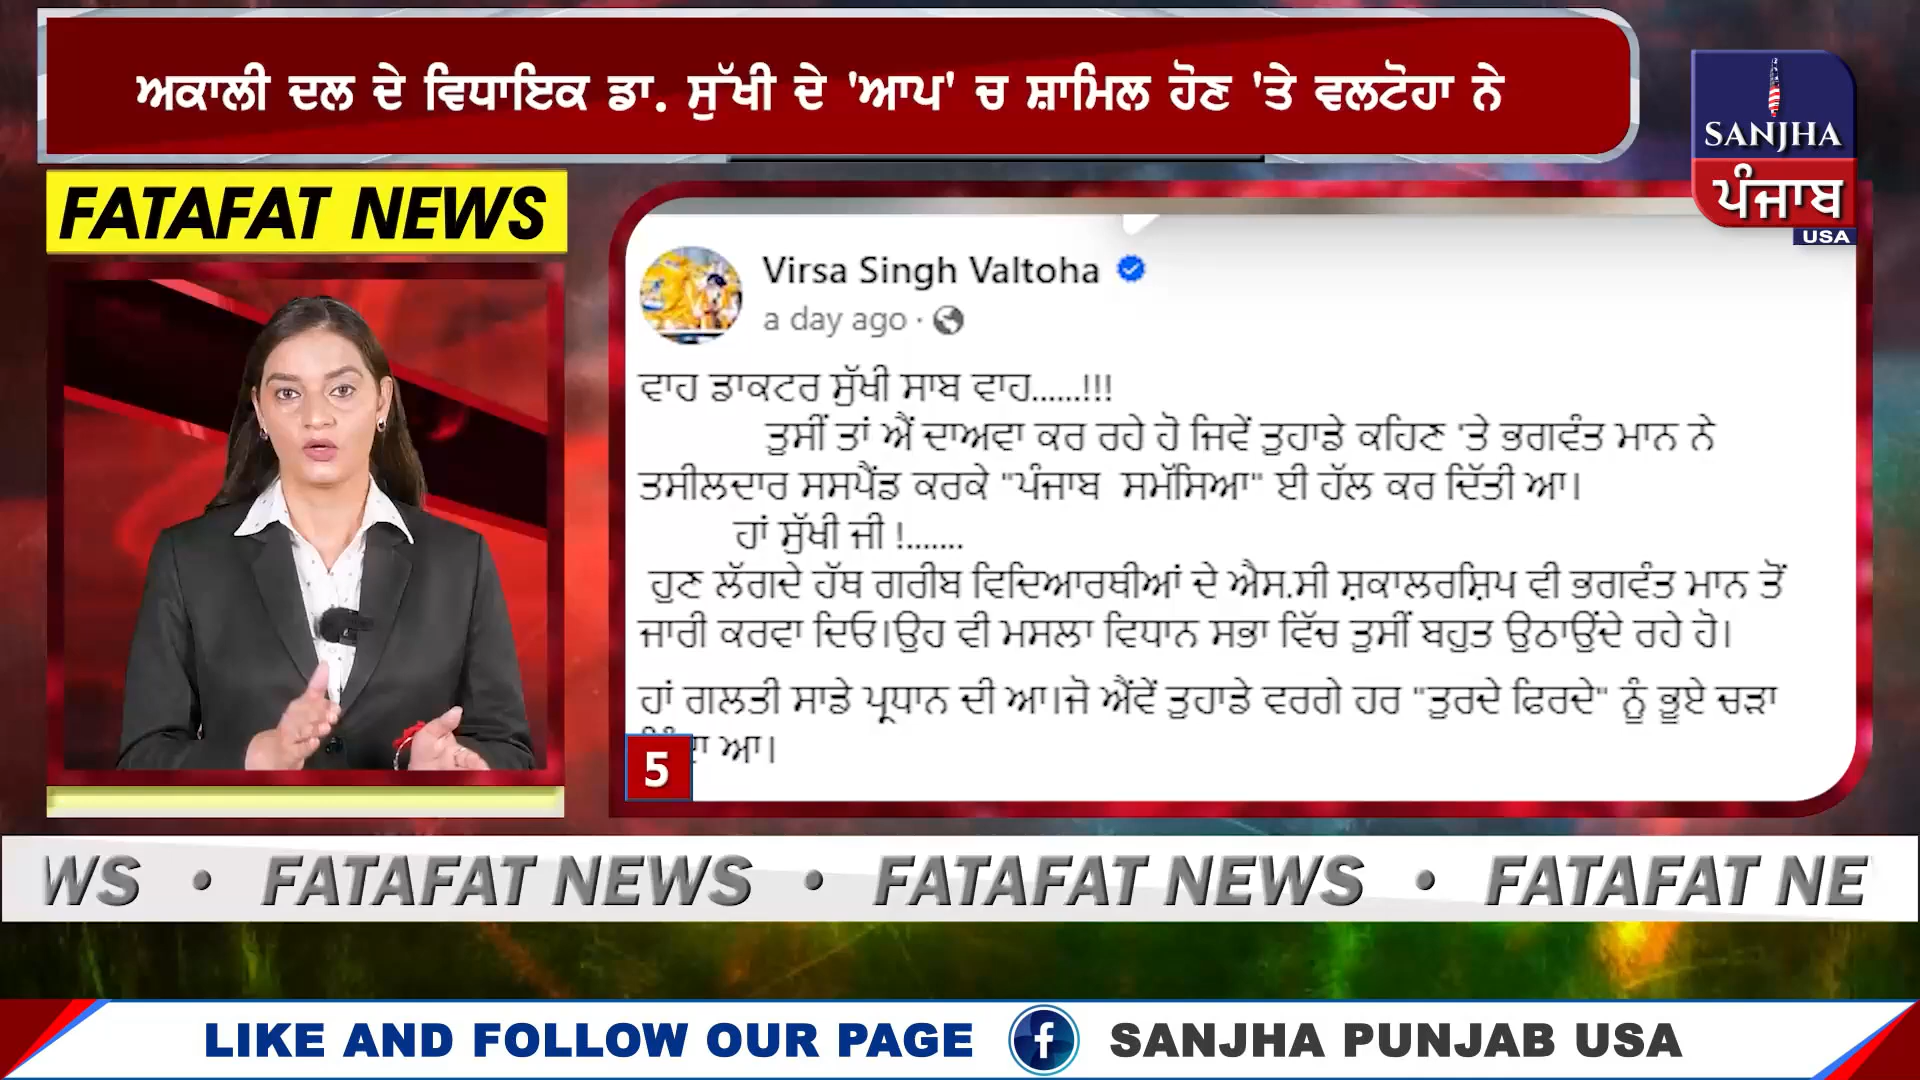 ਅਕਾਲੀ ਦਲ ਦੇ ਵਿਧਾਇਕ ਡਾ. ਸੁੱਖੀ ਦੇ 'ਆਪ' ਚ ਸ਼ਾਮਿਲ ਹੋਣ 'ਤੇ ਵਲਟੋਹਾ ਨੇ
SANJHA
ਪੰਜਾਬ
USA
FATAFAT NEWS
Virsa Singh Valtoha
a day ago ·
ਵਾਹ ਡਾਕਟਰ ਸੁੱਖੀ ਸਾਬ ਵਾਹ......!!!
ਤੁਸੀਂ ਤਾਂ ਐਂ ਦਾਅਵਾ ਕਰ ਰਹੇ ਹੋ ਜਿਵੇਂ ਤੁਹਾਡੇ ਕਹਿਣ 'ਤੇ ਭਗਵੰਤ ਮਾਨ ਨੇ
ਤਸੀਲਦਾਰ ਸਸਪੈਂਡ ਕਰਕੇ "ਪੰਜਾਬ ਸਮੱਸਿਆ" ਈ ਹੱਲ ਕਰ ਦਿੱਤੀ ਆ।
ਹਾਂ ਸੁੱਖੀ ਜੀ !.......
ਹੁਣ ਲੱਗਦੇ ਹੱਥ ਗਰੀਬ ਵਿਦਿਆਰਥੀਆਂ ਦੇ ਐਸ.ਸੀ ਸ਼ਕਾਲਰਸ਼ਿਪ ਵੀ ਭਗਵੰਤ ਮਾਨ ਤੋਂ
ਜਾਰੀ ਕਰਵਾ ਦਿਓ।ਉਹ ਵੀ ਮਸਲਾ ਵਿਧਾਨ ਸਭਾ ਵਿੱਚ ਤੁਸੀਂ ਬਹੁਤ ਉਠਾਉਂਦੇ ਰਹੇ ਹੋ।
ਹਾਂ ਗਲਤੀ ਸਾਡੇ ਪ੍ਰਧਾਨ ਦੀ ਆ।ਜੋ ਐਂਵੇਂ ਤੁਹਾਡੇ ਵਰਗੇ ਹਰ "ਤੁਰਦੇ ਫਿਰਦੇ" ਨੂੰ ਭੂਏ ਚੜਾ
ਆ।
5
WS • FATAFAT NEWS • FATAFAT NEWS • FATAFAT NE
LIKE AND FOLLOW OUR PAGE SANJHA PUNJAB USA